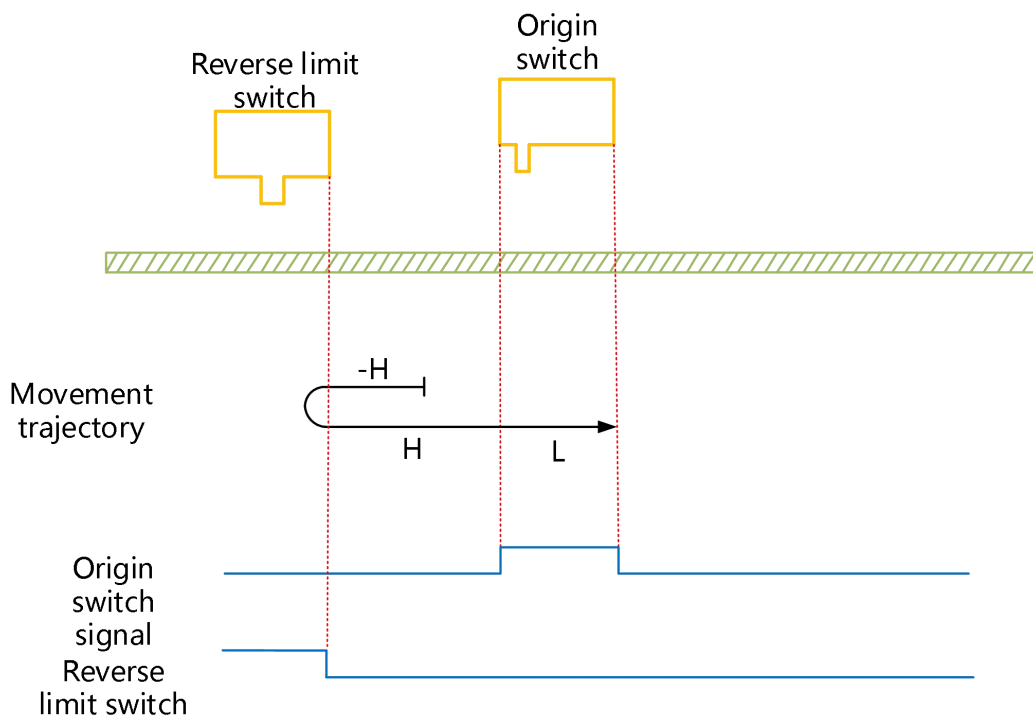 Origin
switch
Reverse limit
switch
-H
Movement
trajectory
H
L
Origin
switch
signal
Reverse
limit switch